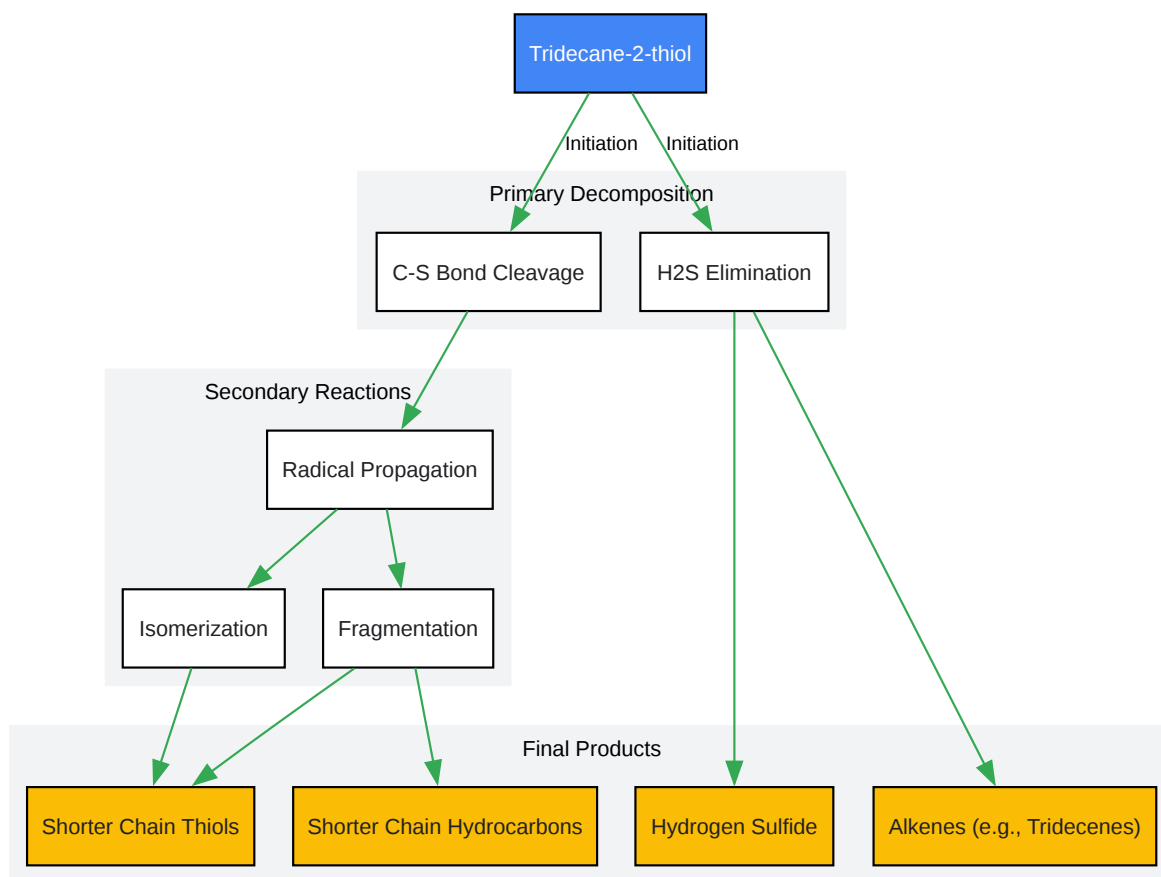 Tridecane-2-thiol
Initiation
Initiation
Primary Decomposition
C-S Bond Cleavage
H2S Elimination
Secondary Reactions
Radical Propagation
Isomerization
Fragmentation
Final Products
Shorter Chain Thiols
Shorter Chain Hydrocarbons
Hydrogen Sulfide
Alkenes (e.g., Tridecenes)